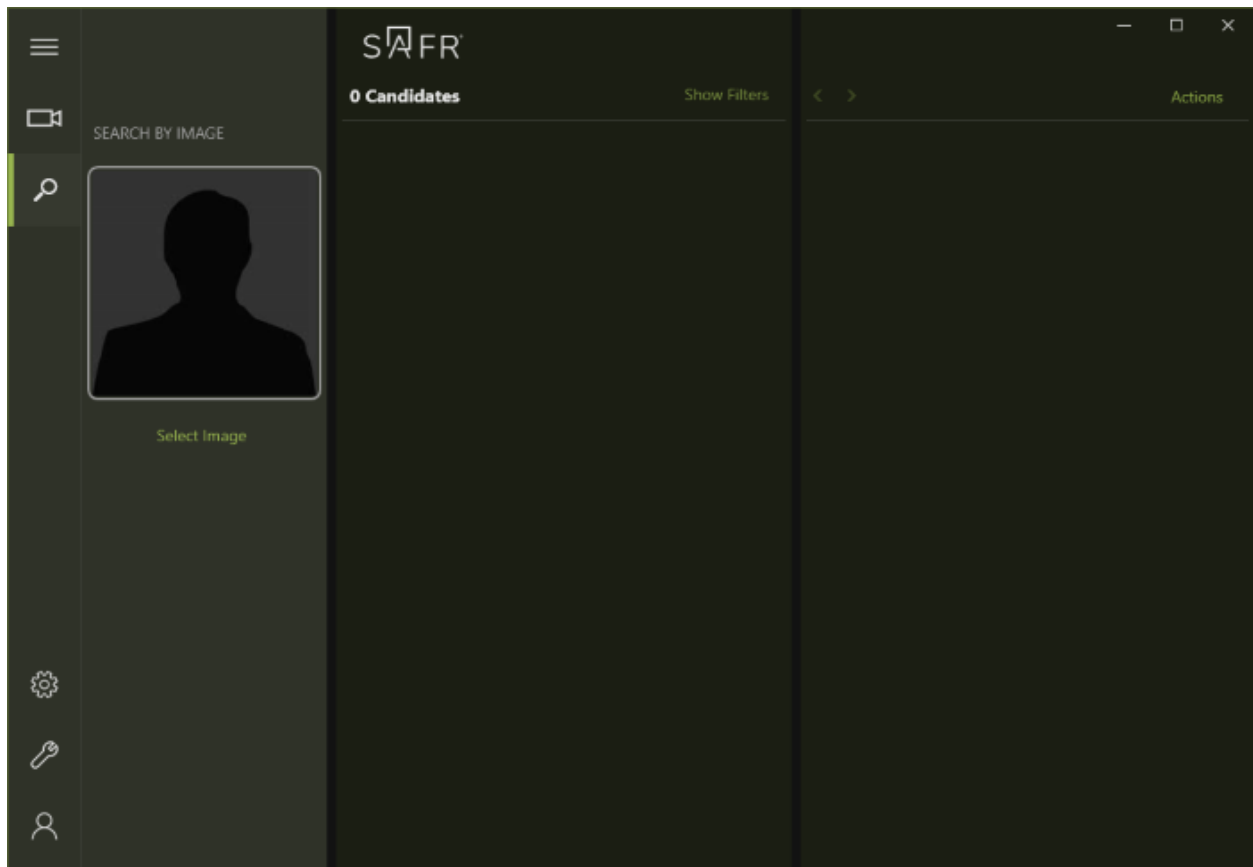 SAFR
0 Candidates
Show Filters
Actions
SEARCH BY IMAGE
Select Image